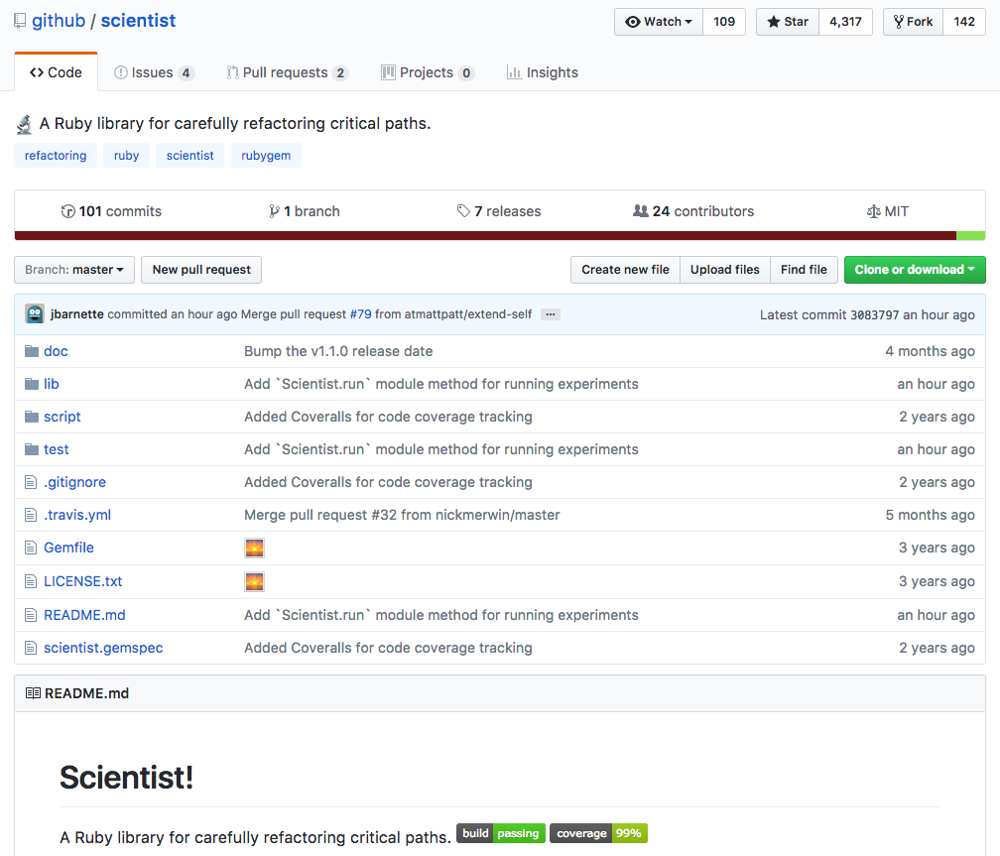 github / scientist
Watch 109 Star 4,317 Fork 142
Code Issues 4 Pull requests 2 Projects 0 Insights
A Ruby library for carefully refactoring critical paths.
refactoring ruby scientist rubygem
101 commits 1 branch 7 releases 24 contributors MIT
Branch: master New pull request Create new file Upload files Find file Clone or download
jbarnette committed an hour ago Merge pull request #79 from atmattpatt/extend-self … Latest commit 3083797 an hour ago
doc Bump the v1.1.0 release date 4 months ago
lib Add `Scientist.run` module method for running experiments an hour ago
script Added Coveralls for code coverage tracking 2 years ago
test Add `Scientist.run` module method for running experiments an hour ago
.gitignore Added Coveralls for code coverage tracking 2 years ago
.travis.yml Merge pull request #32 from nickmerwin/master 5 months ago
Gemfile 3 years ago
LICENSE.txt 3 years ago
README.md Add `Scientist.run` module method for running experiments an hour ago
scientist.gemspec Added Coveralls for code coverage tracking 2 years ago
README.md
Scientist!
A Ruby library for carefully refactoring critical paths. build passing coverage 99%